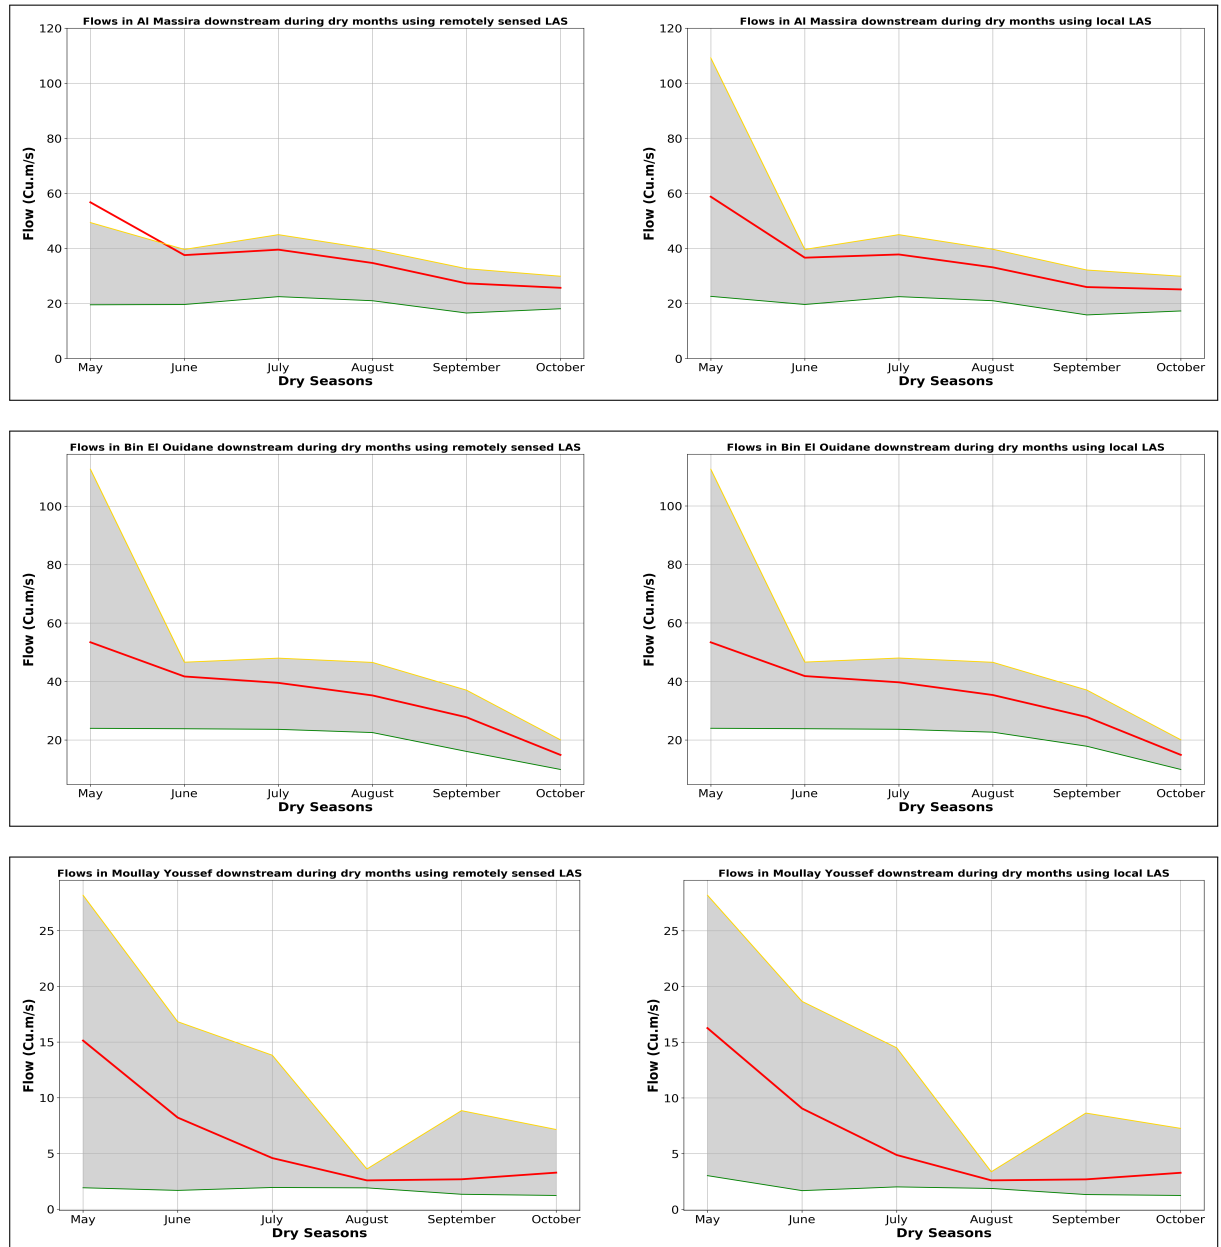 Flows in Al Massira downstream during dry months using remotely sensed LAS
120
100
80
60
40
20
0
Flow (Cu.m/s)
May June July August September October
Dry Seasons
Flows in Al Massira downstream during dry months using local LAS
120
100
80
60
40
20
0
Flow (Cu.m/s)
May June July August September October
Dry Seasons
Flows in Bin El Ouidane downstream during dry months using remotely sensed LAS
100
80
60
40
20
Flow (Cu.m/s)
May June July August September October
Dry Seasons
Flows in Bin El Ouidane downstream during dry months using local LAS
100
80
60
40
20
Flow (Cu.m/s)
May June July August September October
Dry Seasons
Flows in Moullay Youssef downstream during dry months using remotely sensed LAS
25
20
15
10
5
0
Flow (Cu.m/s)
May June July August September October
Dry Seasons
Flows in Moullay Youssef downstream during dry months using local LAS
25
20
15
10
5
0
Flow (Cu.m/s)
May June July August September October
Dry Seasons